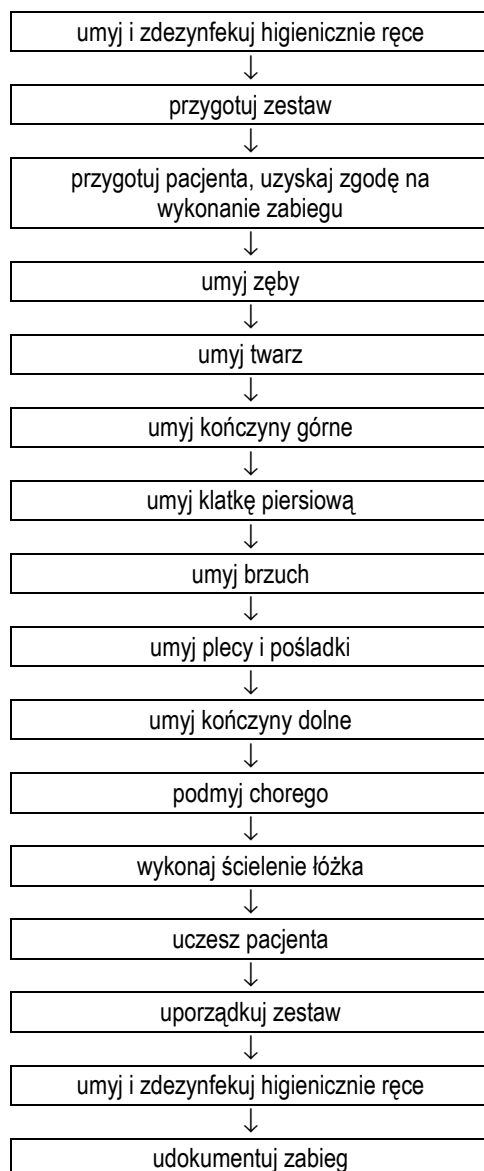 umyj i zdezynfekuj higienicznie ręce
↓
przygotuj zestaw
↓
przygotuj pacjenta, uzyskaj zgodę na
wykonanie zabiegu
↓
umyj zęby
↓
umyj twarz
↓
umyj kończyny górne
↓
umyj klatkę piersiową
↓
umyj brzuch
↓
umyj plecy i pośladki
↓
umyj kończyny dolne
↓
podmyj chorego
↓
wykonaj ścielenie łóżka
↓
uczesz pacjenta
↓
uporządkuj zestaw
↓
umyj i zdezynfekuj higienicznie ręce
↓
udokumentuj zabieg